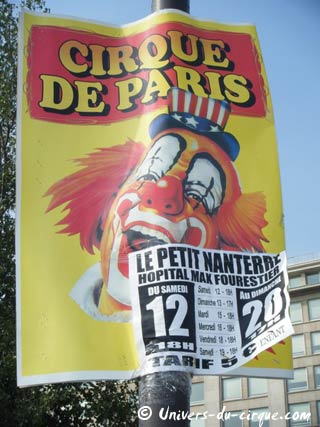 CIRQUE
DE PARIS
LE PETIT NANTERRE
HOPITAL MAX FOURESTIER
DU SAMEDI
12
18H
Samedi 12 - 18H
Dimanche 13 - 17H
Mardi 15 - 18H
Mercredi 16 - 18H
Vendredi 18 - 18H
Samedi 19 - 18H
AU DIMANCHE
20
TARIF 5 €
ENFANT
© Univers-du-cirque.com